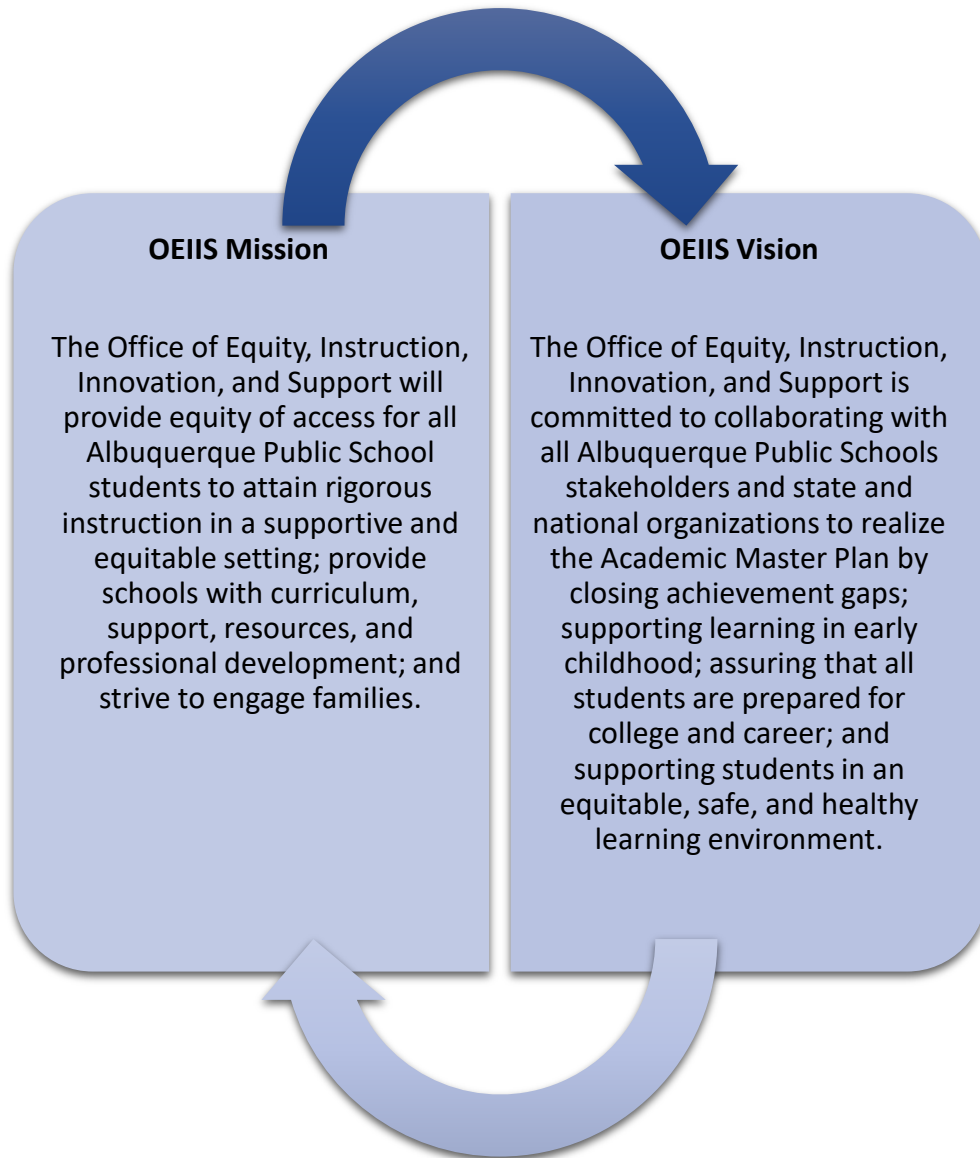 OEIIS Mission
The Office of Equity, Instruction,
Innovation, and Support will
provide equity of access for all
Albuquerque Public School
students to attain rigorous
instruction in a supportive and
equitable setting; provide
schools with curriculum,
support, resources, and
professional development; and
strive to engage families.
OEIIS Vision
The Office of Equity, Instruction,
Innovation, and Support is
committed to collaborating with
all Albuquerque Public Schools
stakeholders and state and
national organizations to realize
the Academic Master Plan by
closing achievement gaps;
supporting learning in early
childhood; assuring that all
students are prepared for
college and career; and
supporting students in an
equitable, safe, and healthy
learning environment.